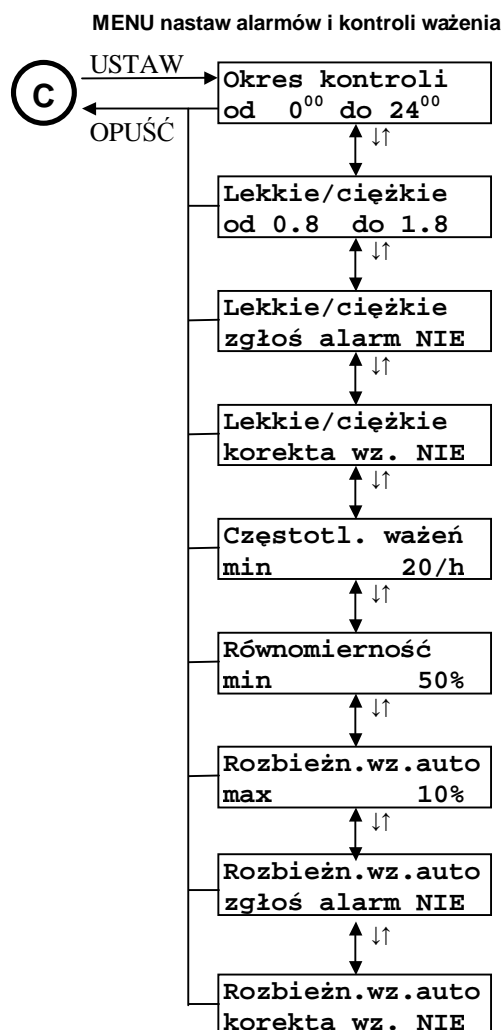 MENU nastaw alarmów i kontroli ważenia
C
USTAW
OPUŚĆ
Okres kontroli
od 0⁰⁰ do 24⁰⁰
↓↑
Lekkie/ciężkie
od 0.8 do 1.8
↓↑
Lekkie/ciężkie
zgłoś alarm NIE
↓↑
Lekkie/ciężkie
korekta wz. NIE
↓↑
Częstotl. ważeń
min 20/h
↓↑
Równomierność
min 50%
↓↑
Rozbieżn.wz.auto
max 10%
↓↑
Rozbieżn.wz.auto
zgłoś alarm NIE
↓↑
Rozbieżn.wz.auto
korekta wz. NIE